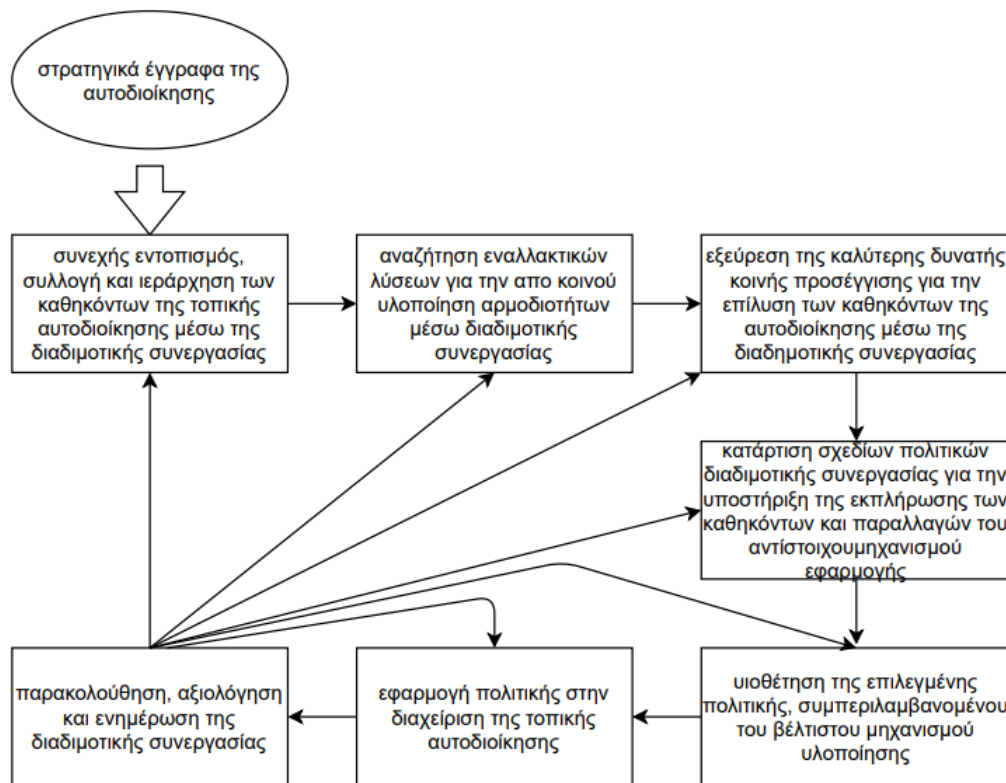 στρατηγικά έγγραφα της
αυτοδιοίκησης
συνεχής εντοπισμός,
συλλογή και ιεράρχηση των
καθηκόντων της τοπικής
αυτοδιοίκησης μέσω της
διαδιμοτικής συνεργασίας
αναζήτηση εναλλακτικών
λύσεων για την απο κοινού
υλοποίηση αρμοδιοτήτων
μέσω διαδιμοτικής
συνεργασίας
εξεύρεση της καλύτερης δυνατής
κοινής προσέγγισης για την
επίλυση των καθηκόντων της
αυτοδιοίκησης μέσω της
διαδημοτικής συνεργασίας
κατάρτιση σχεδίων πολιτικών
διαδιμοτικής συνεργασίας για την
υποστήριξη της εκπλήρωσης των
καθηκόντων και παραλλαγών του
αντίστοιχουμηχανισμού
εφαρμογής
παρακολούθηση, αξιολόγηση
και ενημέρωση της
διαδιμοτικής συνεργασίας
εφαρμογή πολιτικής στην
διαχείριση της τοπικής
αυτοδιοίκησης
υιοθέτηση της επιλεγμένης
πολιτικής, συμπεριλαμβανομένου
του βέλτιστου μηχανισμού
υλοποίησης